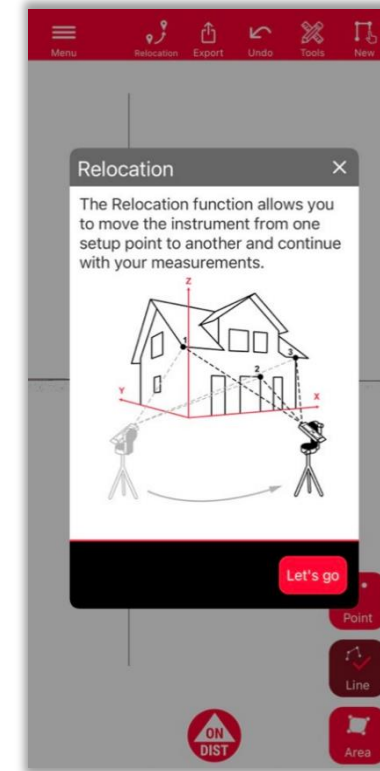 Menu
Relocation
Export
Undo
Tools
New
Relocation
The Relocation function allows you
to move the instrument from one
setup point to another and continue
with your measurements.
Z
1
3
2
Y
X
Let's go
Point
Line
ON
DIST
Area